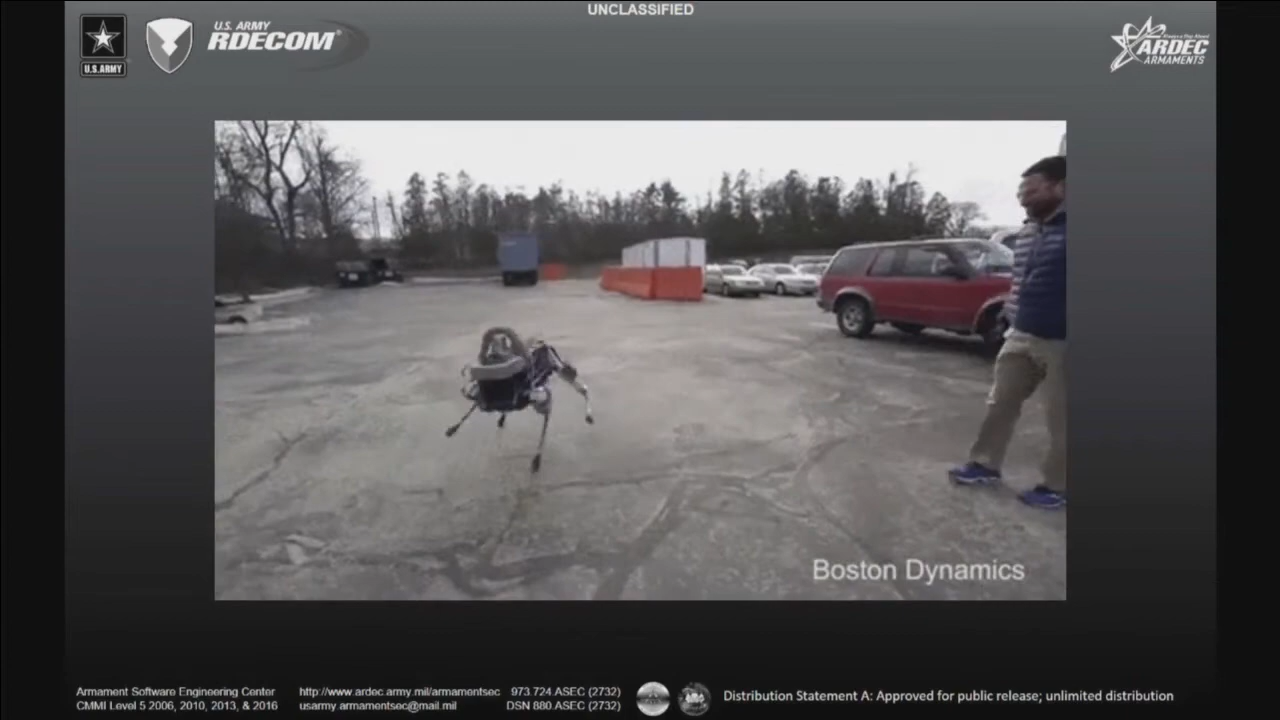 UNCLASSIFIED
U.S. ARMY
U.S. ARMY
RDECOM
ARDEC
ARMAMENTS
Boston Dynamics
Armament Software Engineering Center
CMMI Level 5 2006, 2010, 2013, & 2016
http://www.ardec.army.mil/armamentsec
usarmy.armamentsec@mail.mil
973.724.ASEC (2732)
DSN 880.ASEC (2732)
Distribution Statement A: Approved for public release; unlimited distribution